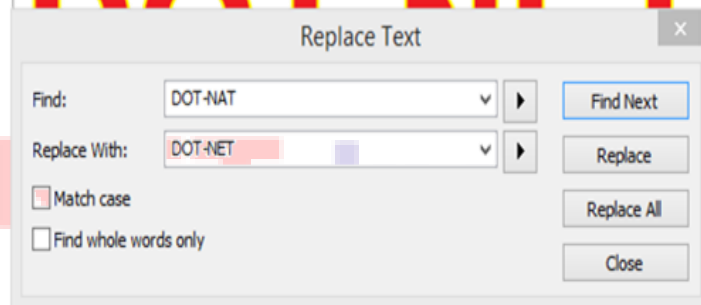 Replace Text
x
Find: DOT-NAT Find Next
Replace With: DOT-NET Replace
Match case
Replace All
Find whole words only
Close